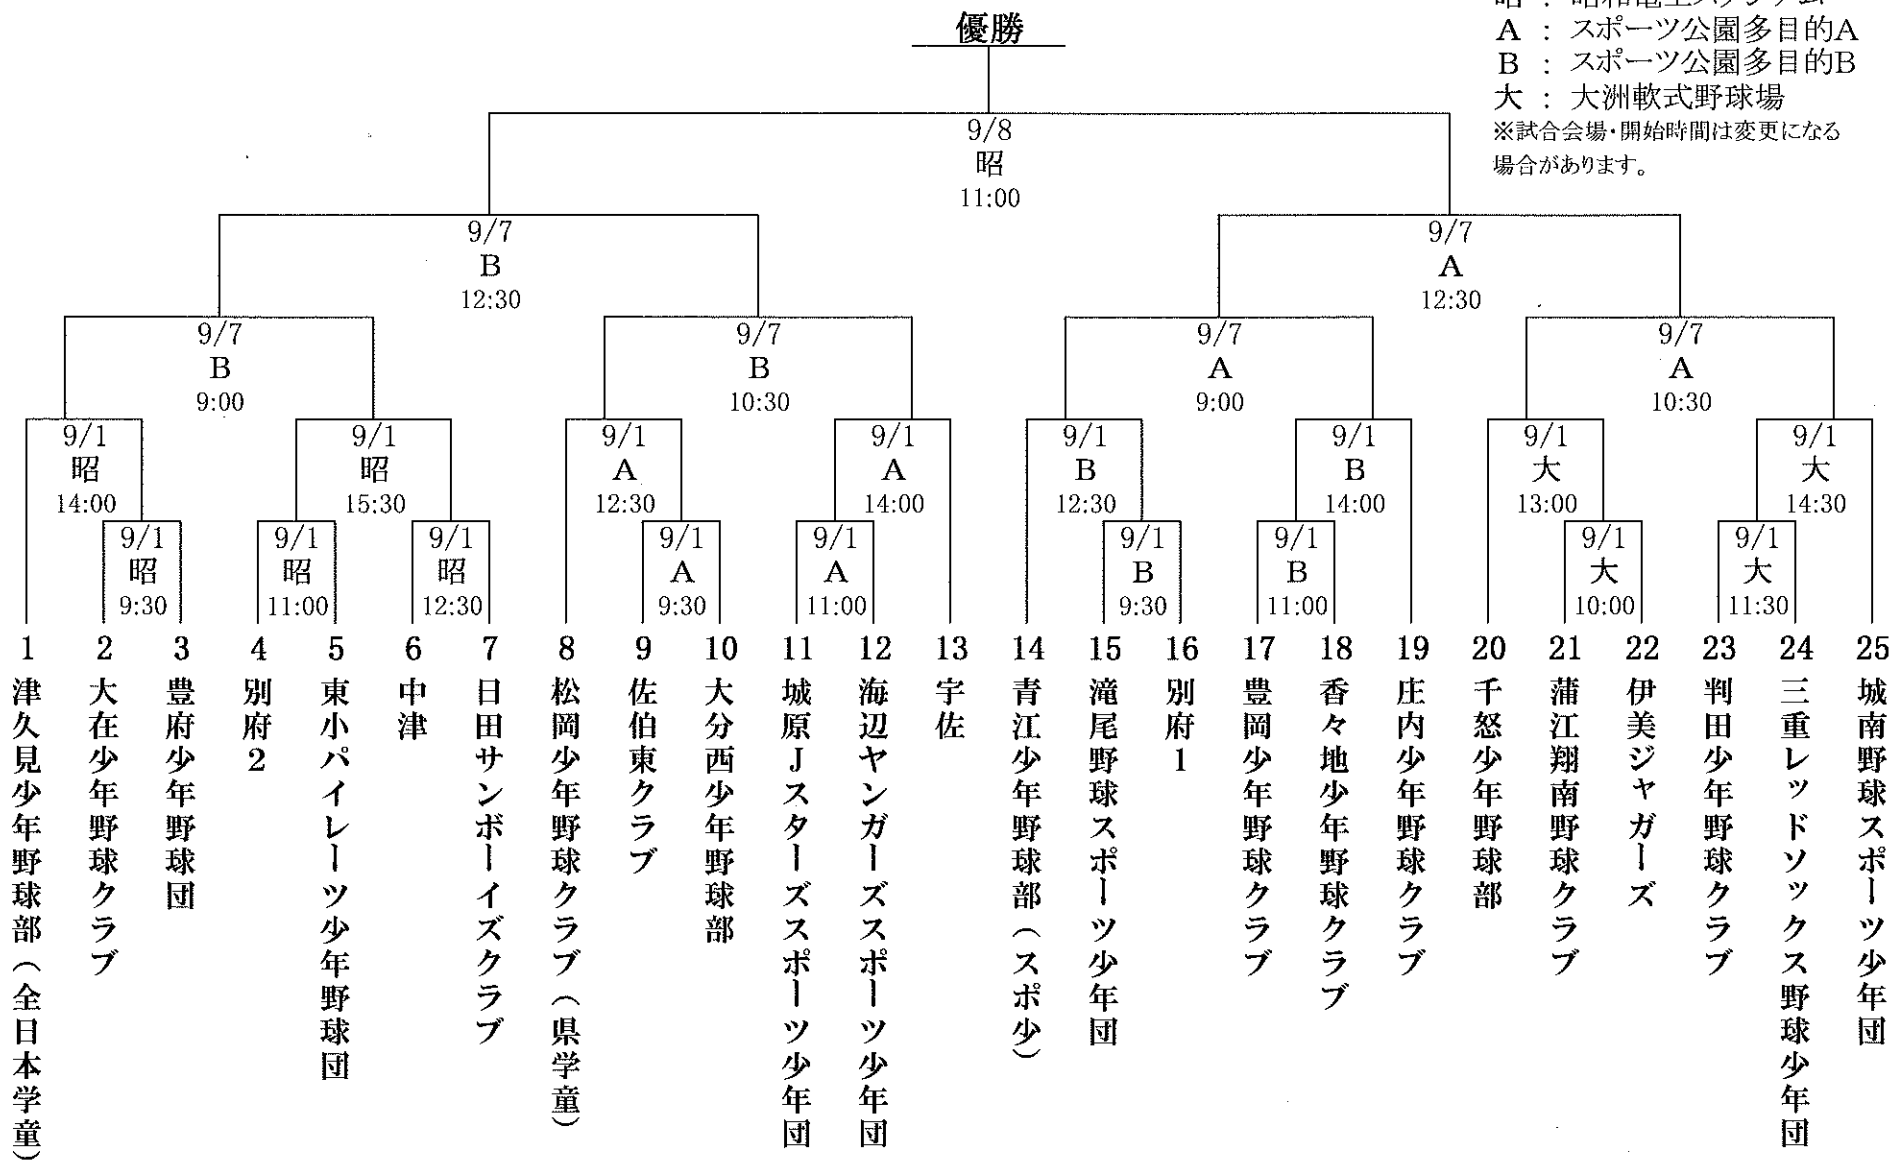 優勝
昭 : 昭和電工スタジアム
A : スポーツ公園多目的A
B : スポーツ公園多目的B
大 : 大洲軟式野球場
※試合会場・開始時間は変更になる
場合があります。
9/8
昭
11:00
9/7
B
12:30
9/7
A
12:30
9/7
B
9:00
9/7
B
10:30
9/7
A
9:00
9/7
A
10:30
9/1
昭
14:00
9/1
昭
15:30
9/1
A
12:30
9/1
A
14:00
9/1
B
12:30
9/1
B
14:00
9/1
大
13:00
9/1
大
14:30
9/1
昭
9:30
9/1
昭
11:00
9/1
昭
12:30
9/1
A
9:30
9/1
A
11:00
9/1
B
9:30
9/1
B
11:00
9/1
大
10:00
9/1
大
11:30
1 津久見少年野球部（全日本学童）
2 大在少年野球クラブ
3 豊府少年野球団
4 別府2
5 東小パイレーツ少年野球団
6 中津
7 日田サンボーイズクラブ
8 松岡少年野球クラブ（県学童）
9 佐伯東クラブ
10 大分西少年野球部
11 城原Jスターズスポーツ少年団
12 海辺ヤンガーズスポーツ少年団
13 宇佐
14 青江少年野球部（スポ少）
15 滝尾野球スポーツ少年団
16 別府1
17 豊岡少年野球クラブ
18 香々地少年野球クラブ
19 庄内少年野球クラブ
20 千怒少年野球部
21 蒲江翔南野球クラブ
22 伊美ジャガーズ
23 判田少年野球クラブ
24 三重レッドソックス野球少年団
25 城南野球スポーツ少年団